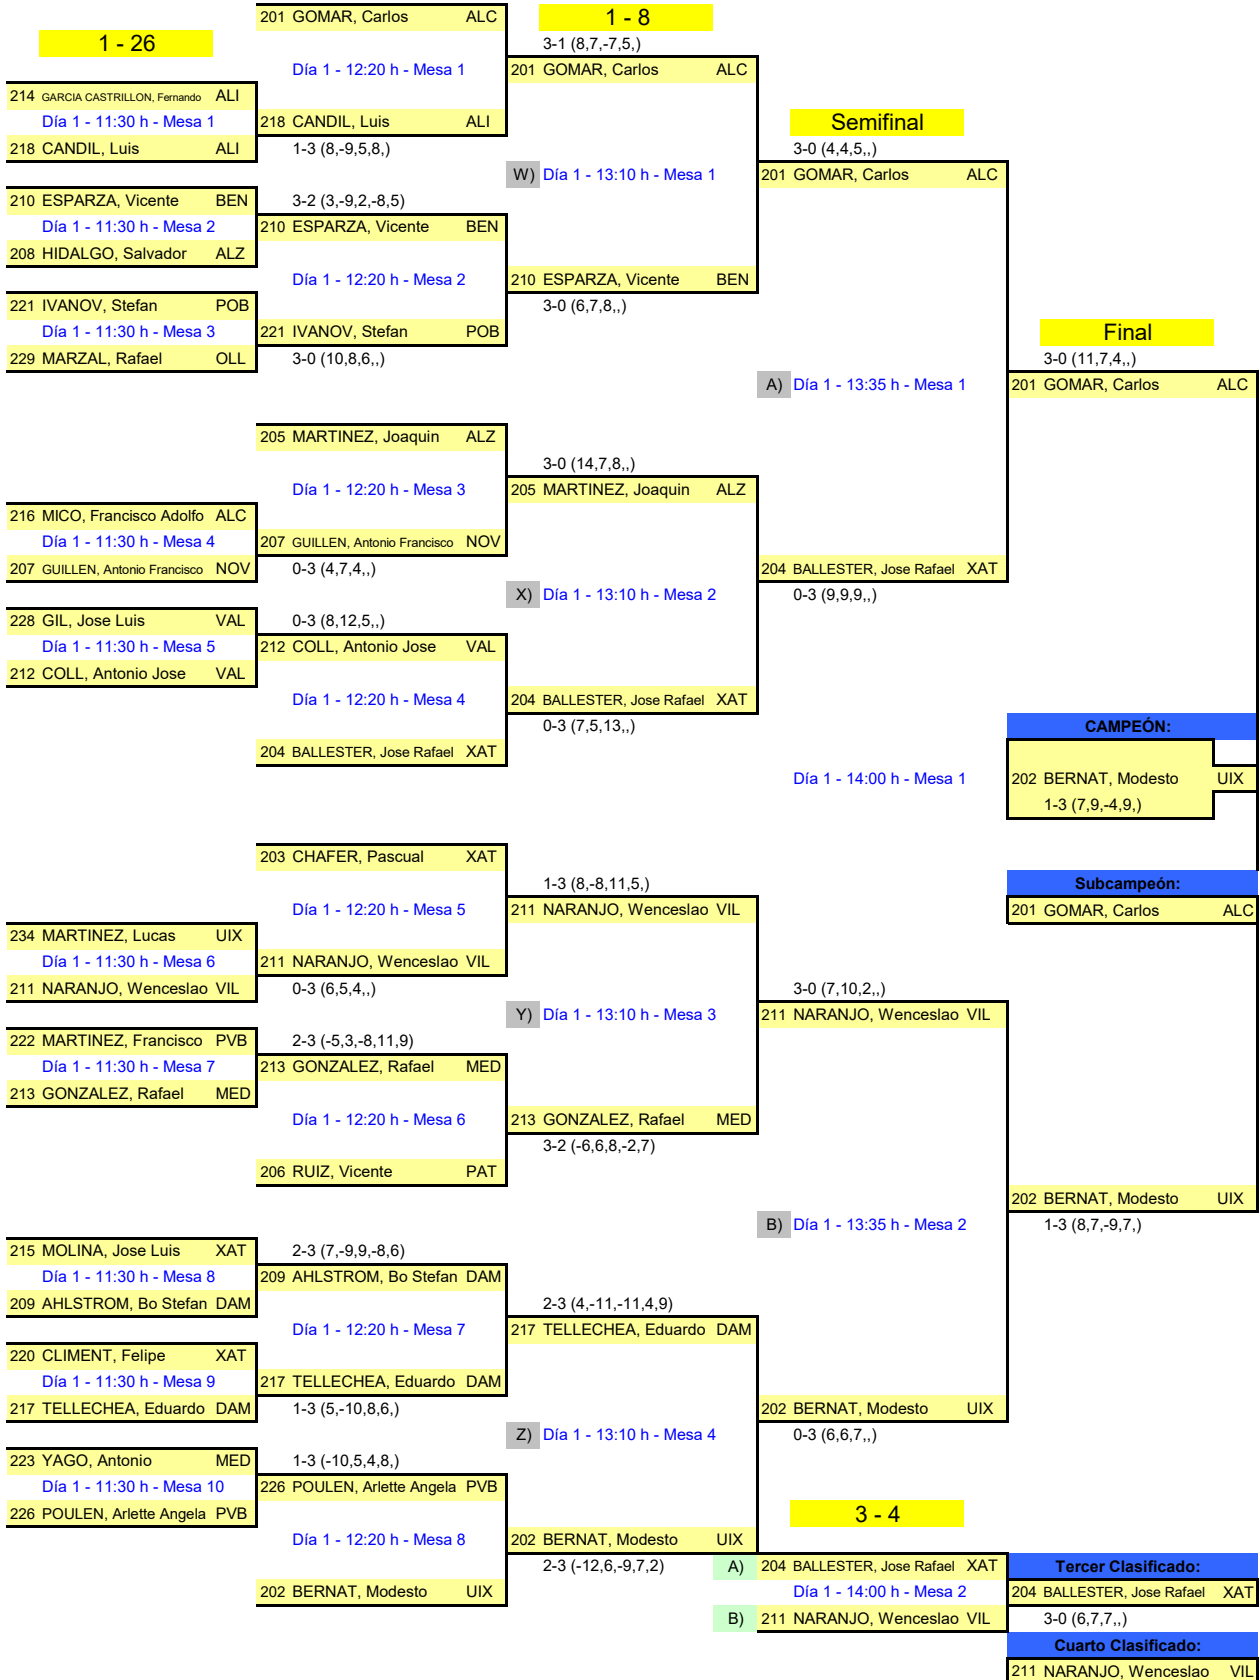 201 GOMAR, Carlos ALC
1 - 8
1 - 26
3-1 (8,7,-7,5,)
Día 1 - 12:20 h - Mesa 1
201 GOMAR, Carlos ALC
214 GARCIA CASTRILLON, Fernando ALI
Día 1 - 11:30 h - Mesa 1
218 CANDIL, Luis ALI
Semifinal
218 CANDIL, Luis ALI
1-3 (8,-9,5,8,)
3-0 (4,4,5,,)
W) Día 1 - 13:10 h - Mesa 1
201 GOMAR, Carlos ALC
210 ESPARZA, Vicente BEN
3-2 (3,-9,2,-8,5)
Día 1 - 11:30 h - Mesa 2
210 ESPARZA, Vicente BEN
208 HIDALGO, Salvador ALZ
Día 1 - 12:20 h - Mesa 2
210 ESPARZA, Vicente BEN
221 IVANOV, Stefan POB
3-0 (6,7,8,,)
Día 1 - 11:30 h - Mesa 3
221 IVANOV, Stefan POB
Final
229 MARZAL, Rafael OLL
3-0 (10,8,6,,)
3-0 (11,7,4,,)
A) Día 1 - 13:35 h - Mesa 1
201 GOMAR, Carlos ALC
205 MARTINEZ, Joaquin ALZ
3-0 (14,7,8,,)
Día 1 - 12:20 h - Mesa 3
205 MARTINEZ, Joaquin ALZ
216 MICO, Francisco Adolfo ALC
Día 1 - 11:30 h - Mesa 4
207 GUILLEN, Antonio Francisco NOV
207 GUILLEN, Antonio Francisco NOV
0-3 (4,7,4,,)
204 BALLESTER, Jose Rafael XAT
X) Día 1 - 13:10 h - Mesa 2
0-3 (9,9,9,,)
228 GIL, Jose Luis VAL
0-3 (8,12,5,,)
Día 1 - 11:30 h - Mesa 5
212 COLL, Antonio Jose VAL
212 COLL, Antonio Jose VAL
Día 1 - 12:20 h - Mesa 4
204 BALLESTER, Jose Rafael XAT
0-3 (7,5,13,,)
CAMPEÓN:
204 BALLESTER, Jose Rafael XAT
Día 1 - 14:00 h - Mesa 1
202 BERNAT, Modesto UIX
1-3 (7,9,-4,9,)
203 CHAFER, Pascual XAT
1-3 (8,-8,11,5,)
Subcampeón:
Día 1 - 12:20 h - Mesa 5
211 NARANJO, Wenceslao VIL
201 GOMAR, Carlos ALC
234 MARTINEZ, Lucas UIX
Día 1 - 11:30 h - Mesa 6
211 NARANJO, Wenceslao VIL
211 NARANJO, Wenceslao VIL
0-3 (6,5,4,,)
3-0 (7,10,2,,)
Y) Día 1 - 13:10 h - Mesa 3
211 NARANJO, Wenceslao VIL
222 MARTINEZ, Francisco PVB
2-3 (-5,3,-8,11,9)
Día 1 - 11:30 h - Mesa 7
213 GONZALEZ, Rafael MED
213 GONZALEZ, Rafael MED
Día 1 - 12:20 h - Mesa 6
213 GONZALEZ, Rafael MED
3-2 (-6,6,8,-2,7)
206 RUIZ, Vicente PAT
202 BERNAT, Modesto UIX
B) Día 1 - 13:35 h - Mesa 2
1-3 (8,7,-9,7,)
215 MOLINA, Jose Luis XAT
2-3 (7,-9,9,-8,6)
Día 1 - 11:30 h - Mesa 8
209 AHLSTROM, Bo Stefan DAM
209 AHLSTROM, Bo Stefan DAM
2-3 (4,-11,-11,4,9)
Día 1 - 12:20 h - Mesa 7
217 TELLECHEA, Eduardo DAM
220 CLIMENT, Felipe XAT
Día 1 - 11:30 h - Mesa 9
217 TELLECHEA, Eduardo DAM
217 TELLECHEA, Eduardo DAM
1-3 (5,-10,8,6,)
202 BERNAT, Modesto UIX
Z) Día 1 - 13:10 h - Mesa 4
0-3 (6,6,7,,)
223 YAGO, Antonio MED
1-3 (-10,5,4,8,)
Día 1 - 11:30 h - Mesa 10
226 POULEN, Arlette Angela PVB
226 POULEN, Arlette Angela PVB
3 - 4
Día 1 - 12:20 h - Mesa 8
202 BERNAT, Modesto UIX
2-3 (-12,6,-9,7,2)
A) 204 BALLESTER, Jose Rafael XAT
Tercer Clasificado:
202 BERNAT, Modesto UIX
Día 1 - 14:00 h - Mesa 2
204 BALLESTER, Jose Rafael XAT
B) 211 NARANJO, Wenceslao VIL
3-0 (6,7,7,,)
Cuarto Clasificado:
211 NARANJO, Wenceslao VIL